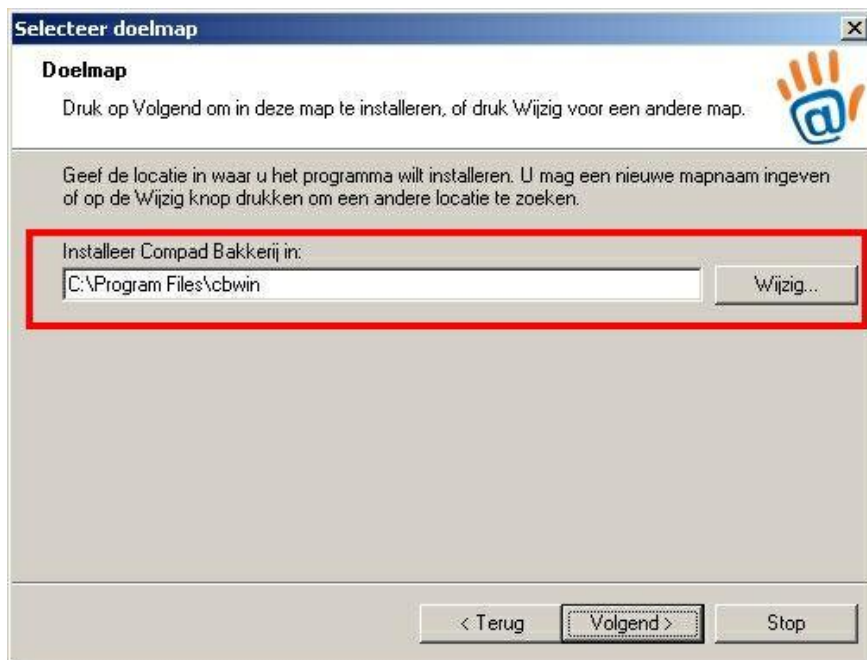 Selecteer doelmap
Doelmap
Druk op Volgend om in deze map te installeren, of druk Wijzig voor een andere map.
Geef de locatie in waar u het programma wilt installeren. U mag een nieuwe mapnaam ingeven
of op de Wijzig knop drukken om een andere locatie te zoeken.
Installeer Compad Bakkerij in:
C:\Program Files\cbwin
Wijzig...
< Terug
Volgend >
Stop